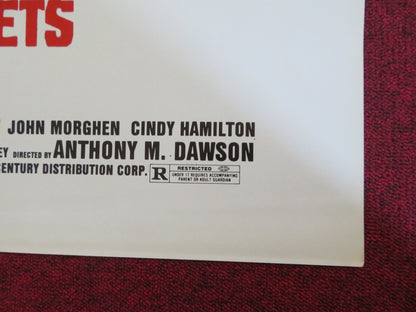 ETS
JOHN MORGHEN CINDY HAMILTON
EY DIRECTED BY ANTHONY M. DAWSON
CENTURY DISTRIBUTION CORP. R RESTRICTED
UNDER 17 REQUIRES ACCOMPANYING
PARENT OR ADULT GUARDIAN